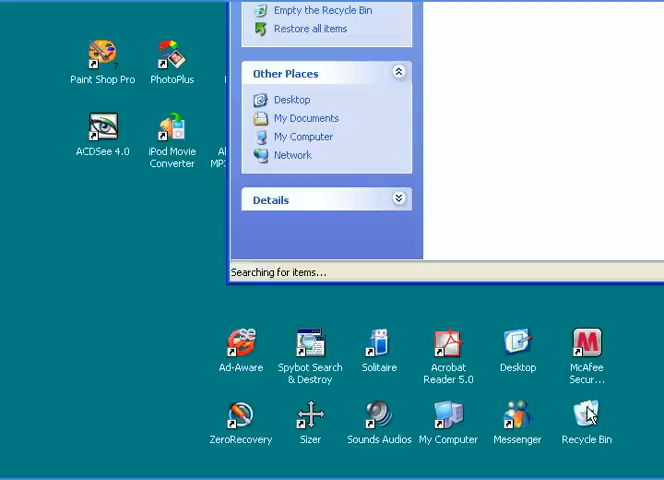 Empty the Recycle Bin
Restore all items
Paint Shop Pro
7
PhotoPlus
Other Places
Desktop
My Documents
My Computer
Network
ACDSee 4.0
iPod Movie
Converter
MP3
Details
Searching for items...
Ad-Aware
Spybot Search
& Destroy
Solitaire
Acrobat
Reader 5.0
Desktop
McAfee
Secur...
ZeroRecovery
Sizer
Sounds Audios
My Computer
Messenger
Recycle Bin